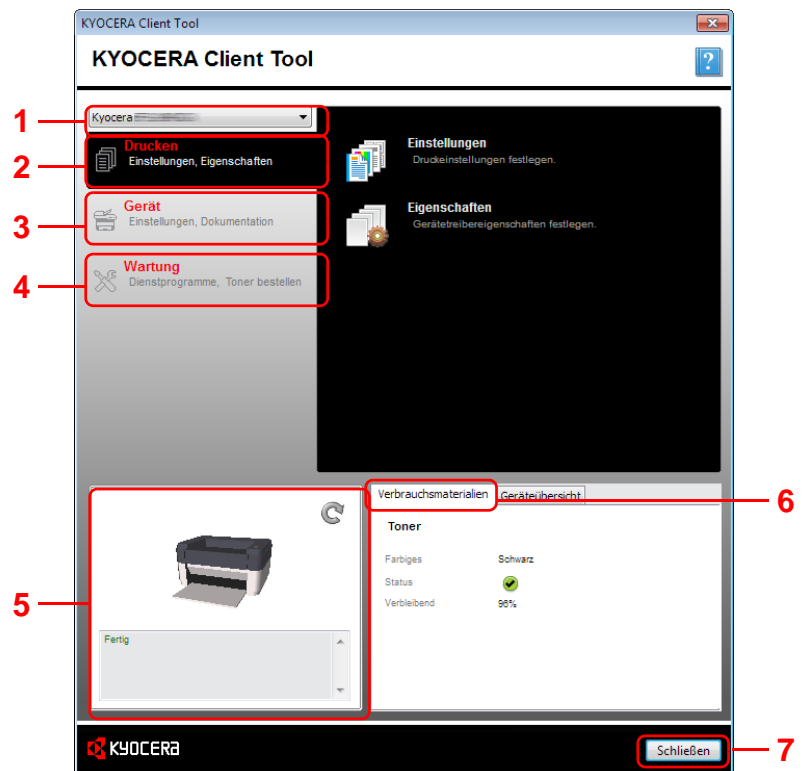 KYOCERA Client Tool
KYOCERA Client Tool
?
1
Kyocera
2
Drucken
Einstellungen, Eigenschaften
3
Gerät
Einstellungen, Dokumentation
4
Wartung
Dienstprogramme, Toner bestellen
Einstellungen
Druckeinstellungen festlegen.
Eigenschaften
Gerätetreibereigenschaften festlegen.
5
Fertig
Verbrauchsmaterialien
Geräteübersicht
6
Toner
Farbiges Schwarz
Status
Verbleibend 96%
KYOCERA
Schließen
7